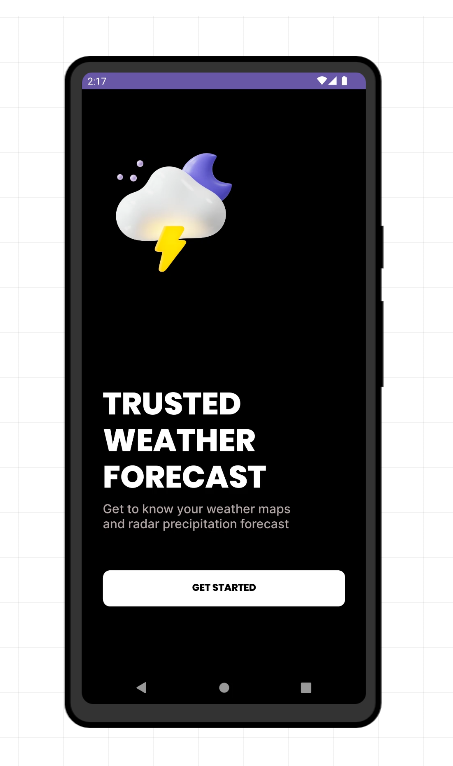 2:17
TRUSTED
WEATHER
FORECAST
Get to know your weather maps
and radar precipitation forecast
GET STARTED